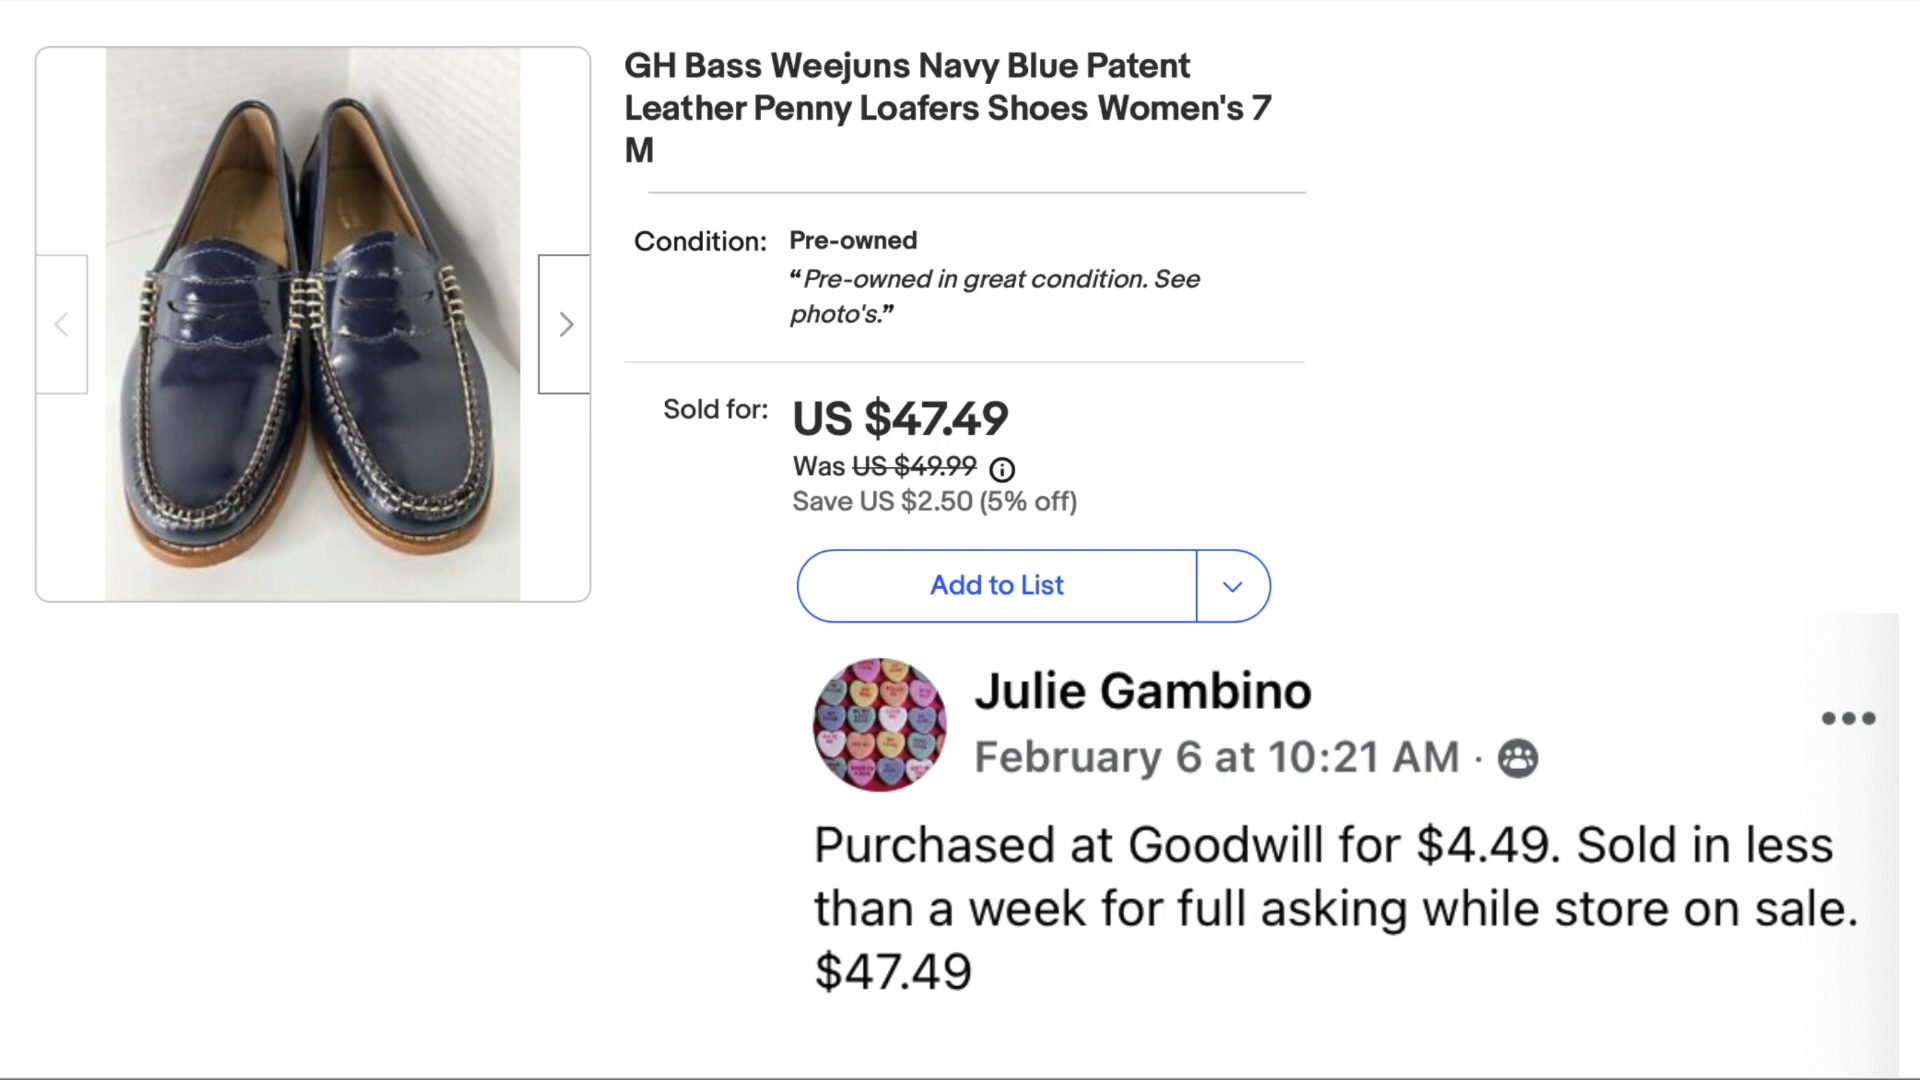 GH Bass Weejuns Navy Blue Patent
Leather Penny Loafers Shoes Women's 7
M
Condition: Pre-owned
“Pre-owned in great condition. See
photo's.”
Sold for: US $47.49
Was US $49.99
Save US $2.50 (5% off)
Add to List
Julie Gambino
February 6 at 10:21 AM ·
Purchased at Goodwill for $4.49. Sold in less
than a week for full asking while store on sale.
$47.49